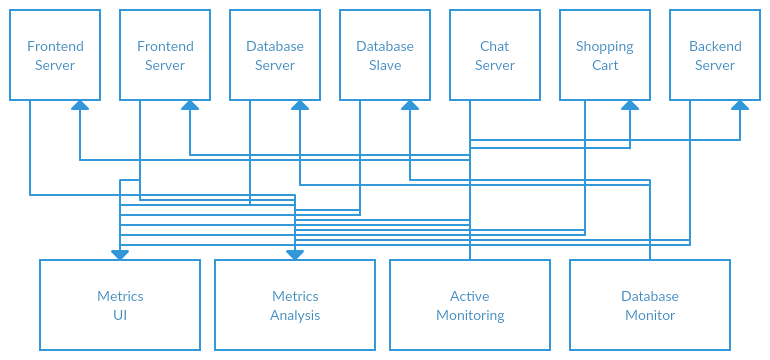 Frontend
Server
Frontend
Server
Database
Server
Database
Slave
Chat
Server
Shopping
Cart
Backend
Server
Metrics
UI
Metrics
Analysis
Active
Monitoring
Database
Monitor